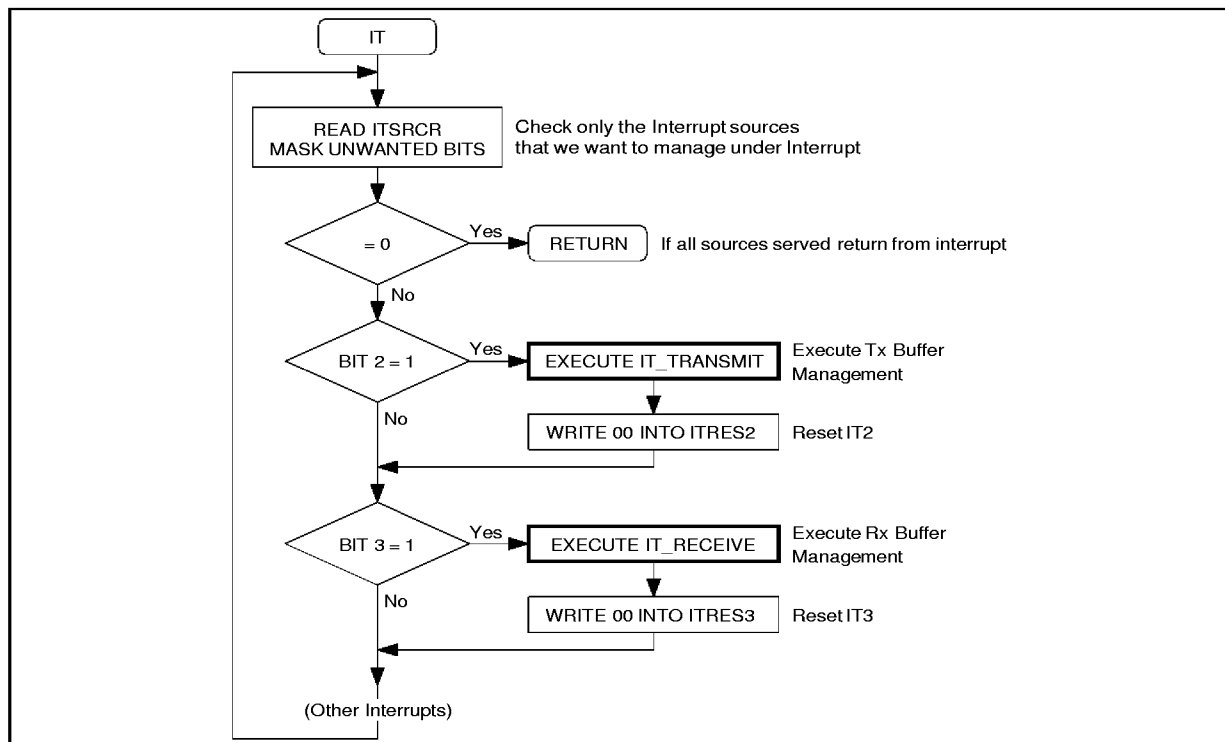 IT
READ ITSRCR
MASK UNWANTED BITS
Check only the Interrupt sources
that we want to manage under Interrupt
= 0
Yes
RETURN
If all sources served return from interrupt
No
BIT 2 = 1
Yes
EXECUTE IT_TRANSMIT
Execute Tx Buffer
Management
No
WRITE 00 INTO ITRES2
Reset IT2
BIT 3 = 1
Yes
EXECUTE IT_RECEIVE
Execute Rx Buffer
Management
No
WRITE 00 INTO ITRES3
Reset IT3
(Other Interrupts)